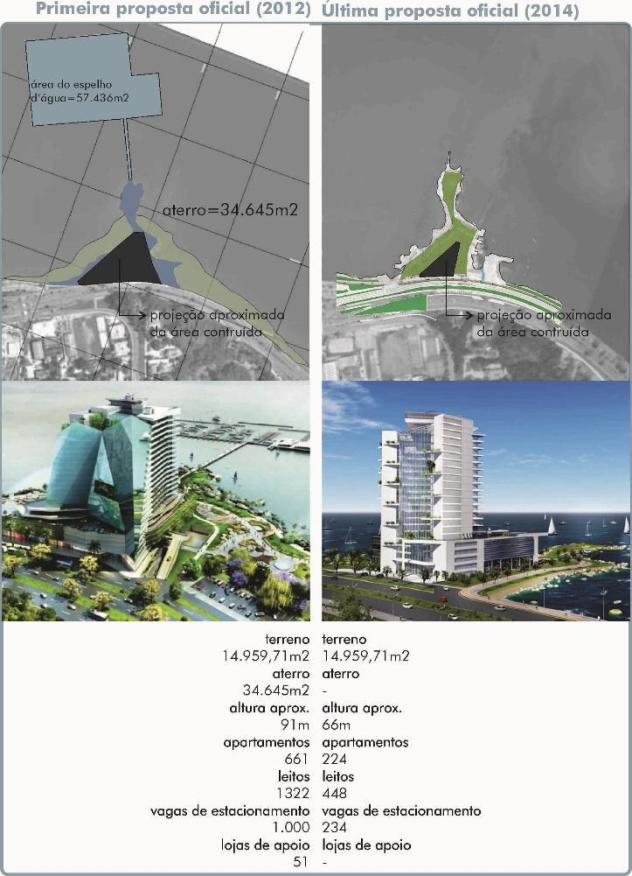 Primeira proposta oficial (2012)
Última proposta oficial (2014)
área do espelho
d'água=57.436m2
aterro=34.645m2
projeção aproximada
da área contruída
projeção aproximada
da área contruída
terreno
14.959,71m2
aterro
34.645m2
altura aprox.
91m
apartamentos
661
leitos
1322
vagas de estacionamento
1.000
lojas de apoio
51
terreno
14.959,71m2
aterro
-
altura aprox.
66m
apartamentos
224
leitos
448
vagas de estacionamento
234
lojas de apoio
-